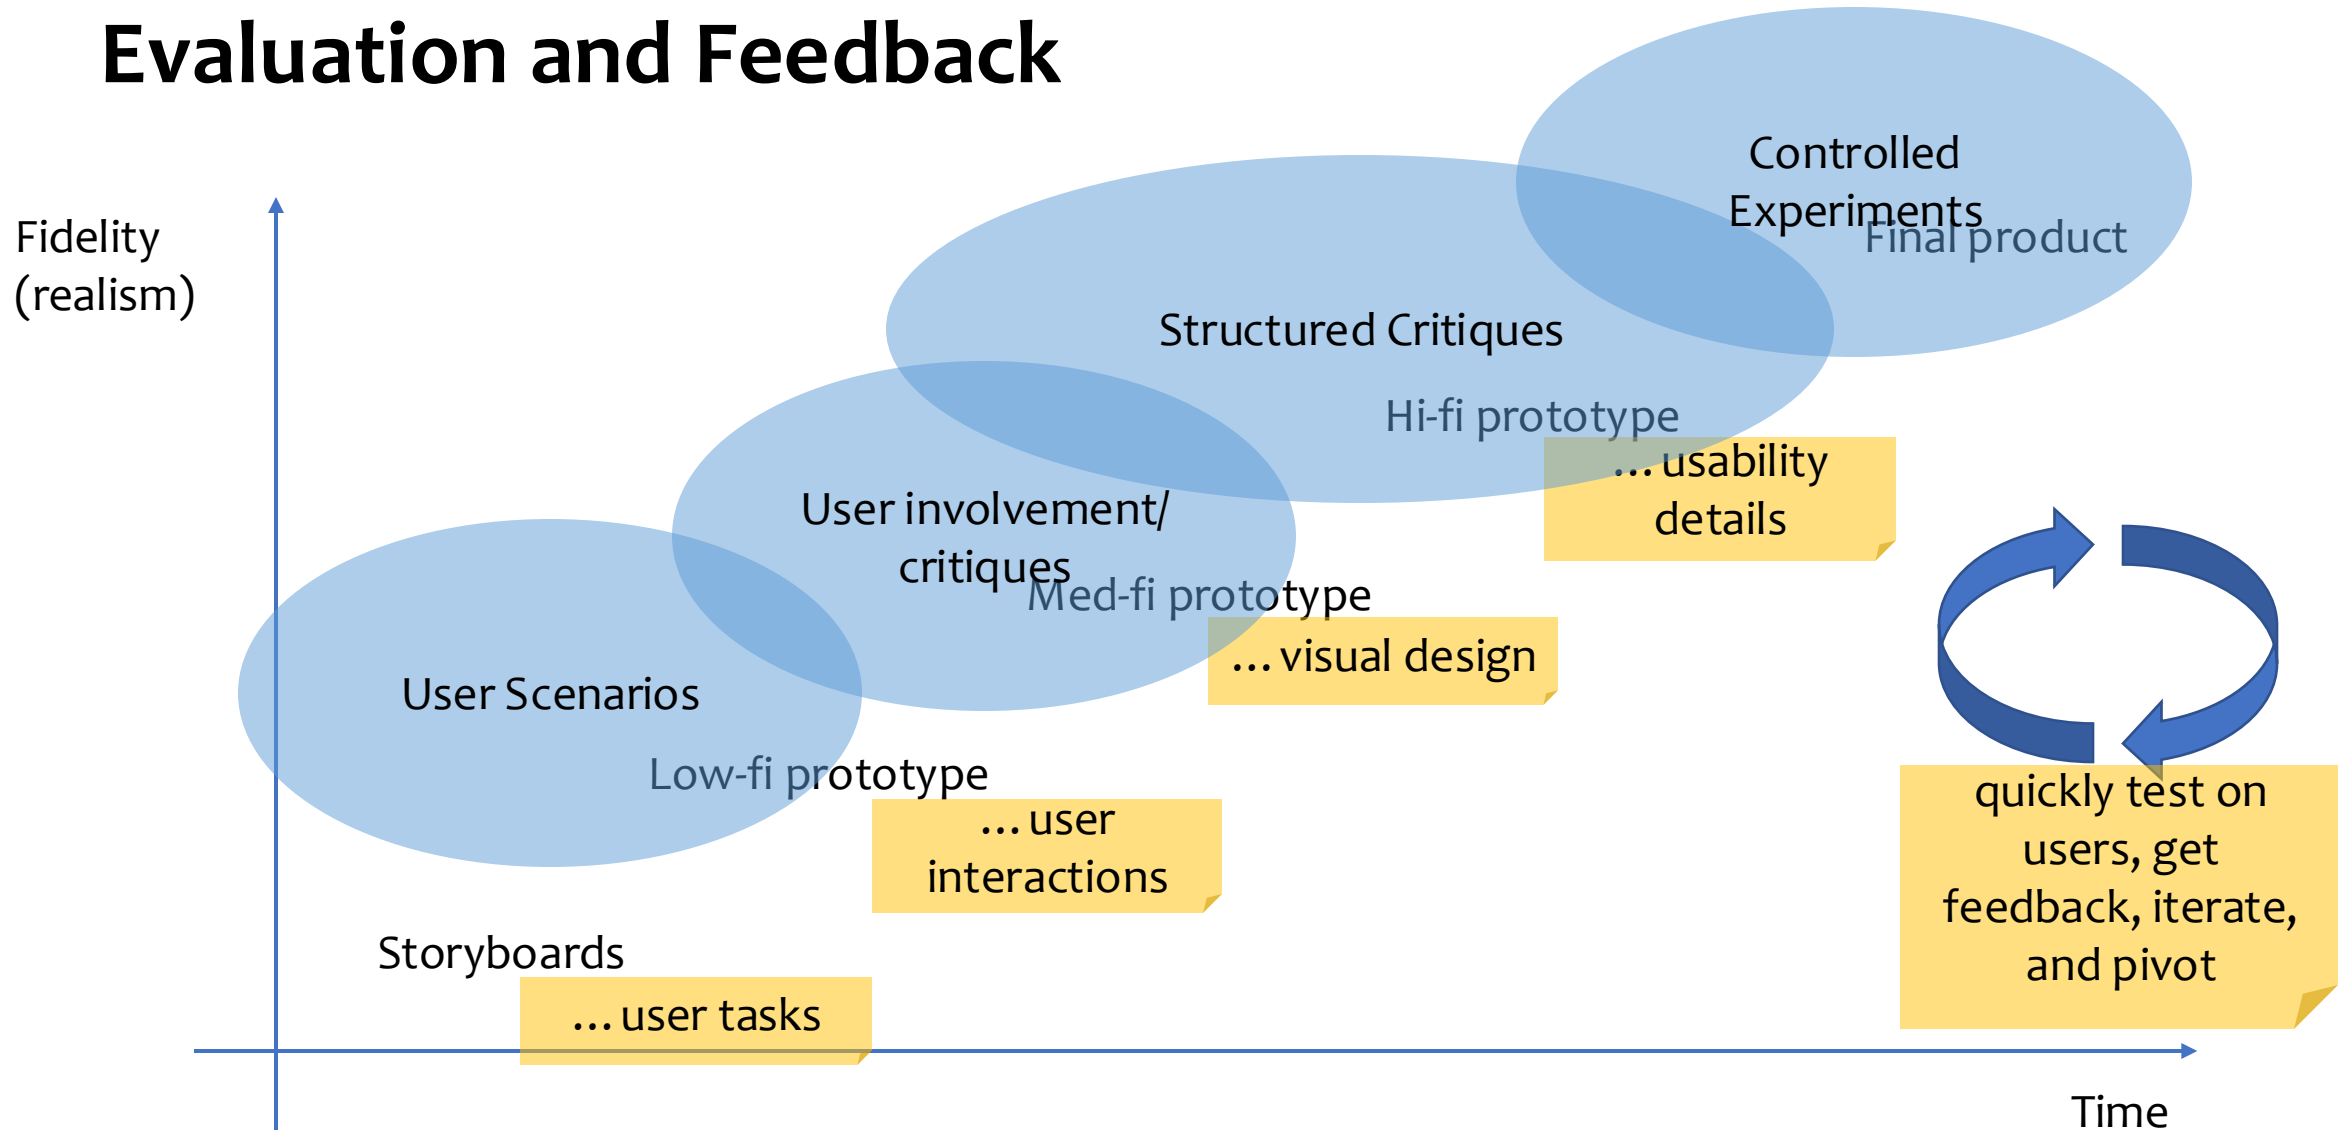 Evaluation and Feedback
Fidelity
(realism)
Controlled
Experiments
Final product
Structured Critiques
Hi-fi prototype
...usability
details
User involvement/
critiques
Med-fi prototype
...visual design
User Scenarios
Low-fi prototype
...user
interactions
Storyboards
...user tasks
quickly test on
users, get
feedback, iterate,
and pivot
Time